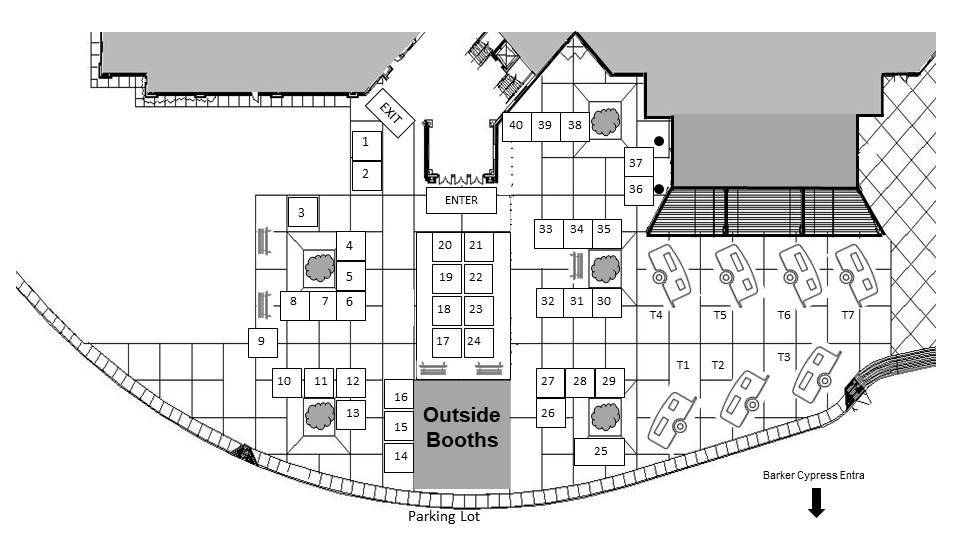 EXIT
40 39 38
1
2
37
36
ENTER
3
33 34 35
4
20 21
5
19 22
8 7 6
32 31 30
18 23
T4 T5 T6 T7
9
17 24
T1 T2 T3
10 11 12
27 28 29
16
13
26
Outside
Booths
15
14
25
Barker Cypress Entra
Parking Lot